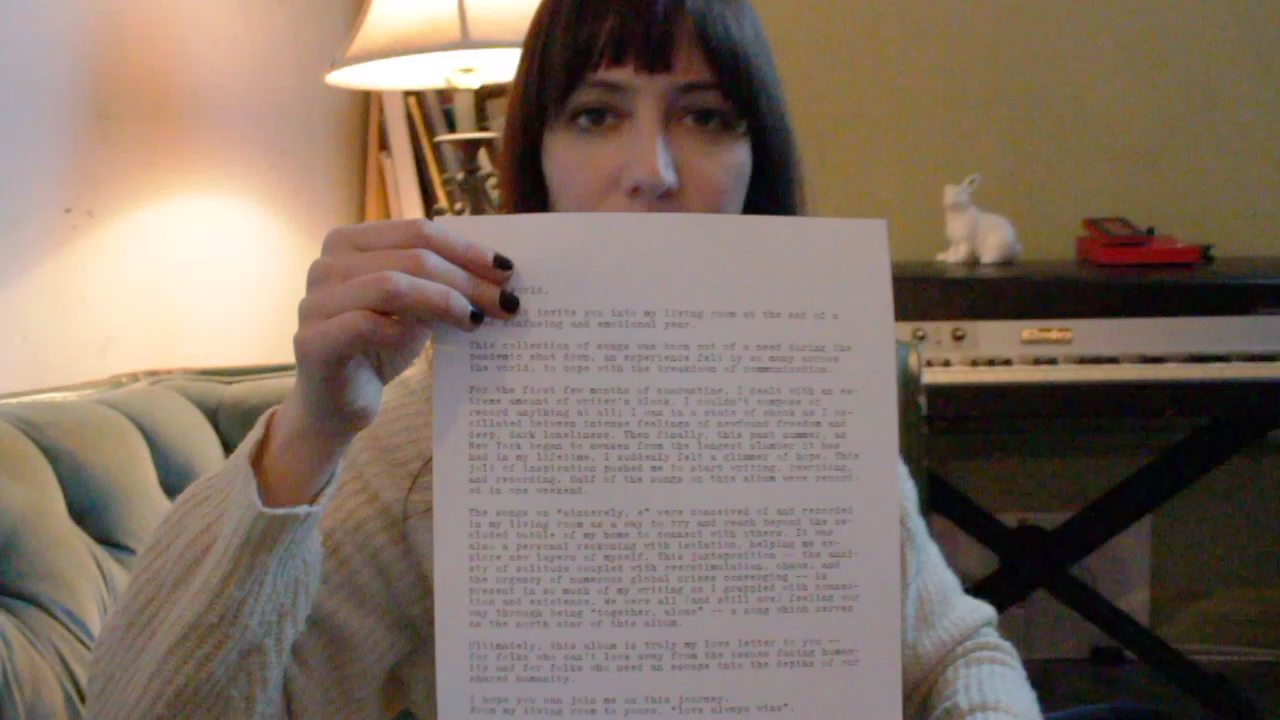 invite you into my living room at the end of a
confusing and emotional year.
This collection of songs was born out of a need during the
pandemic shut down, an experience felt by so many across
the world, to cope with the breakdown of communication.
For the first few months of quarantine, I dealt with an ex-
treme amount of writer's block. I couldn't compose or
record anything at all; I was in a state of shock as I os-
cillated between intense feelings of newfound freedom and
deep, dark loneliness. Then finally, this past summer, as
New York began to awaken from the longest slumber it has
had in my lifetime, I suddenly felt a glimmer of hope. This
jolt of inspiration pushed me to start writing, rewriting,
and recording. Half of the songs on this album were record-
ed in one weekend.
The songs on "sincerely, e" were conceived of and recorded
in my living room as a way to try and reach beyond the se-
cluded bubble of my home to connect with others. It was
also a personal reckoning with isolation, helping me ex-
plore new layers of myself. This juxtaposition -- the anxi-
ety of solitude coupled with overstimulation, chaos, and
the urgency of numerous global crises converging -- is
present in so much of my writing as I grappled with connec-
tion and existence. We were all (and still are) feeling our
way through being "together, alone" -- a song which serves
as the north star of this album.
Ultimately, this album is truly my love letter to you --
for folks who can't look away from the issues facing human-
ity and for folks who need an escape into the depths of our
shared humanity.
I hope you can join me on this journey.
From my living room to yours, "love always wins".